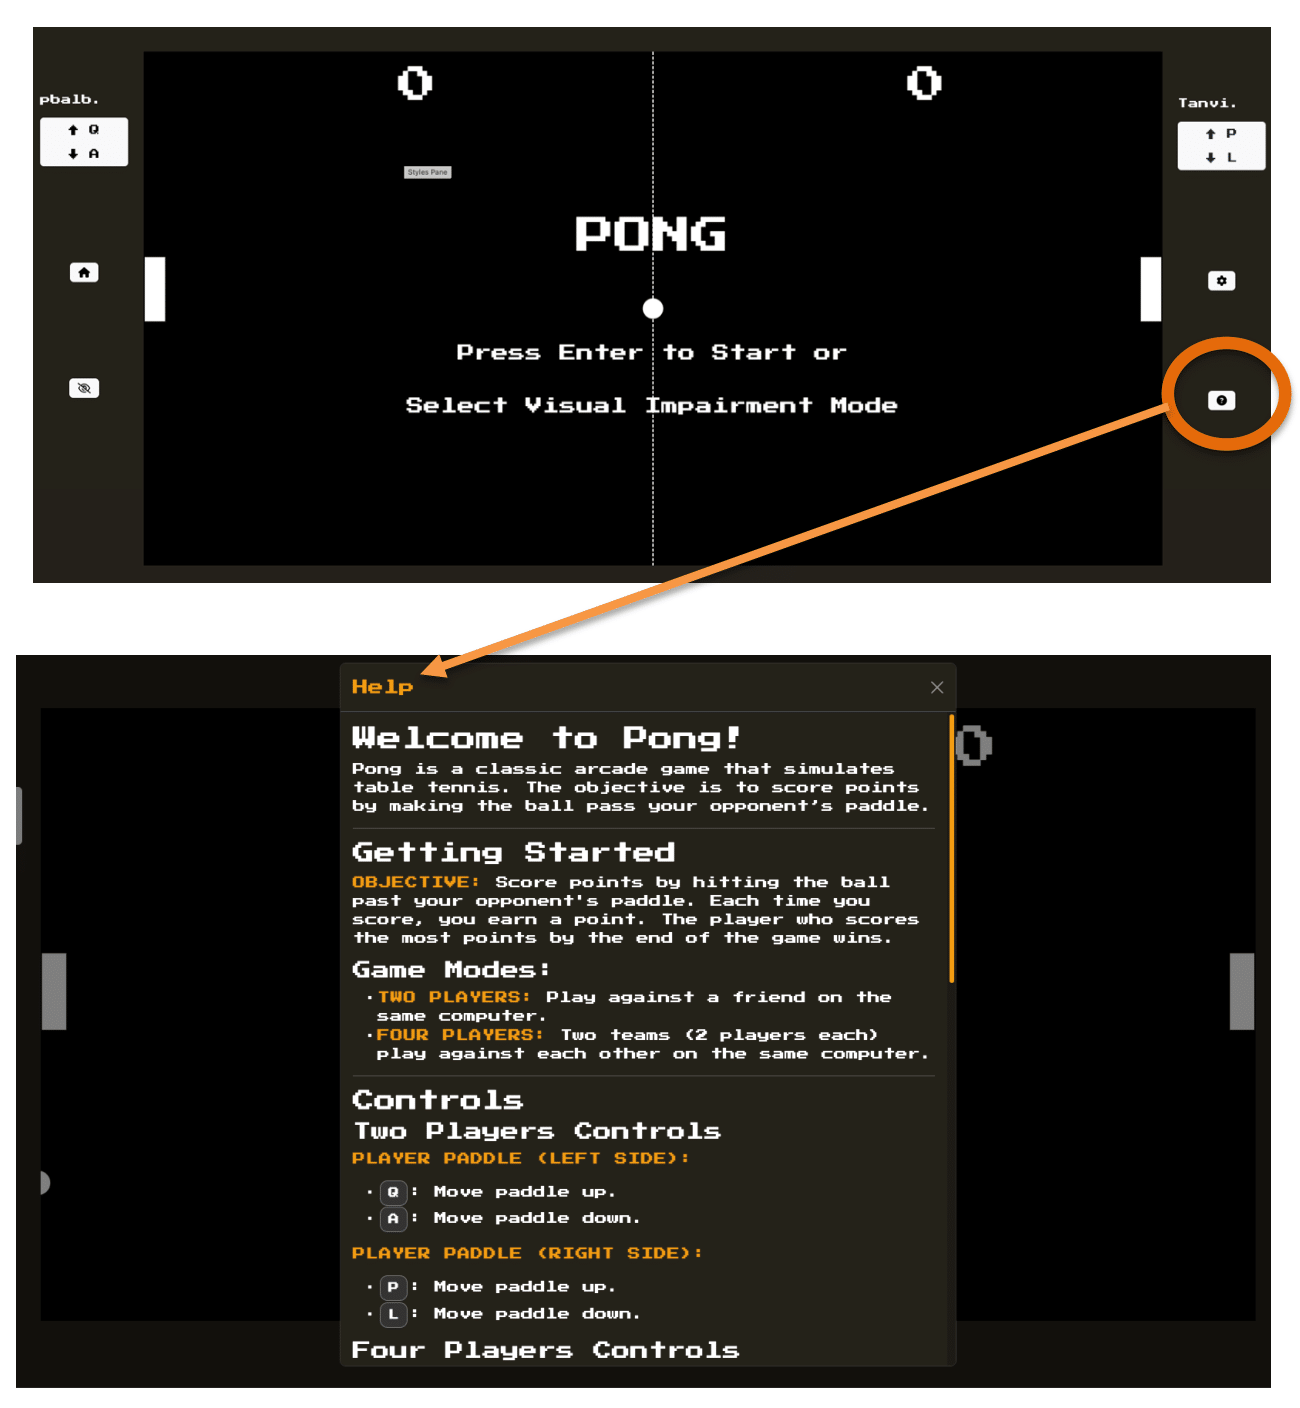 0 0
pbalb.
↑ Q
↓ A
Tanvi.
↑ P
↓ L
Styles Pane
PONG
Press Enter to Start or
Select Visual Impairment Mode
?
Help ×
Welcome to Pong!
Pong is a classic arcade game that simulates
table tennis. The objective is to score points
by making the ball pass your opponent’s paddle.
0
Getting Started
OBJECTIVE: Score points by hitting the ball
past your opponent's paddle. Each time you
score, you earn a point. The player who scores
the most points by the end of the game wins.
Game Modes:
· TWO PLAYERS: Play against a friend on the
same computer.
· FOUR PLAYERS: Two teams (2 players each)
play against each other on the same computer.
Controls
Two Players Controls
PLAYER PADDLE (LEFT SIDE):
· Q : Move paddle up.
· A : Move paddle down.
PLAYER PADDLE (RIGHT SIDE):
· P : Move paddle up.
· L : Move paddle down.
Four Players Controls